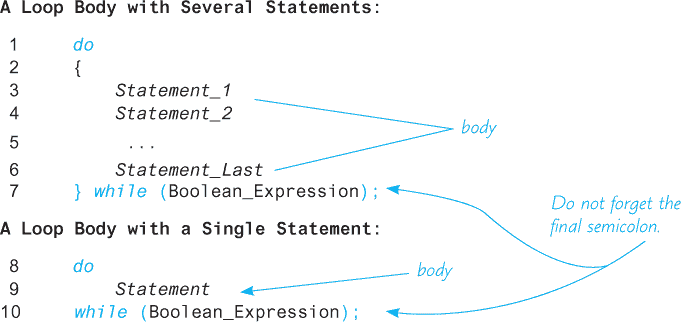 A Loop Body with Several Statements:
1 do
2 {
3 Statement_1
4 Statement_2
body
5 ...
6 Statement_Last
7 } while (Boolean_Expression);
Do not forget the
final semicolon.
A Loop Body with a Single Statement:
8 do
body
9 Statement
10 while (Boolean_Expression);